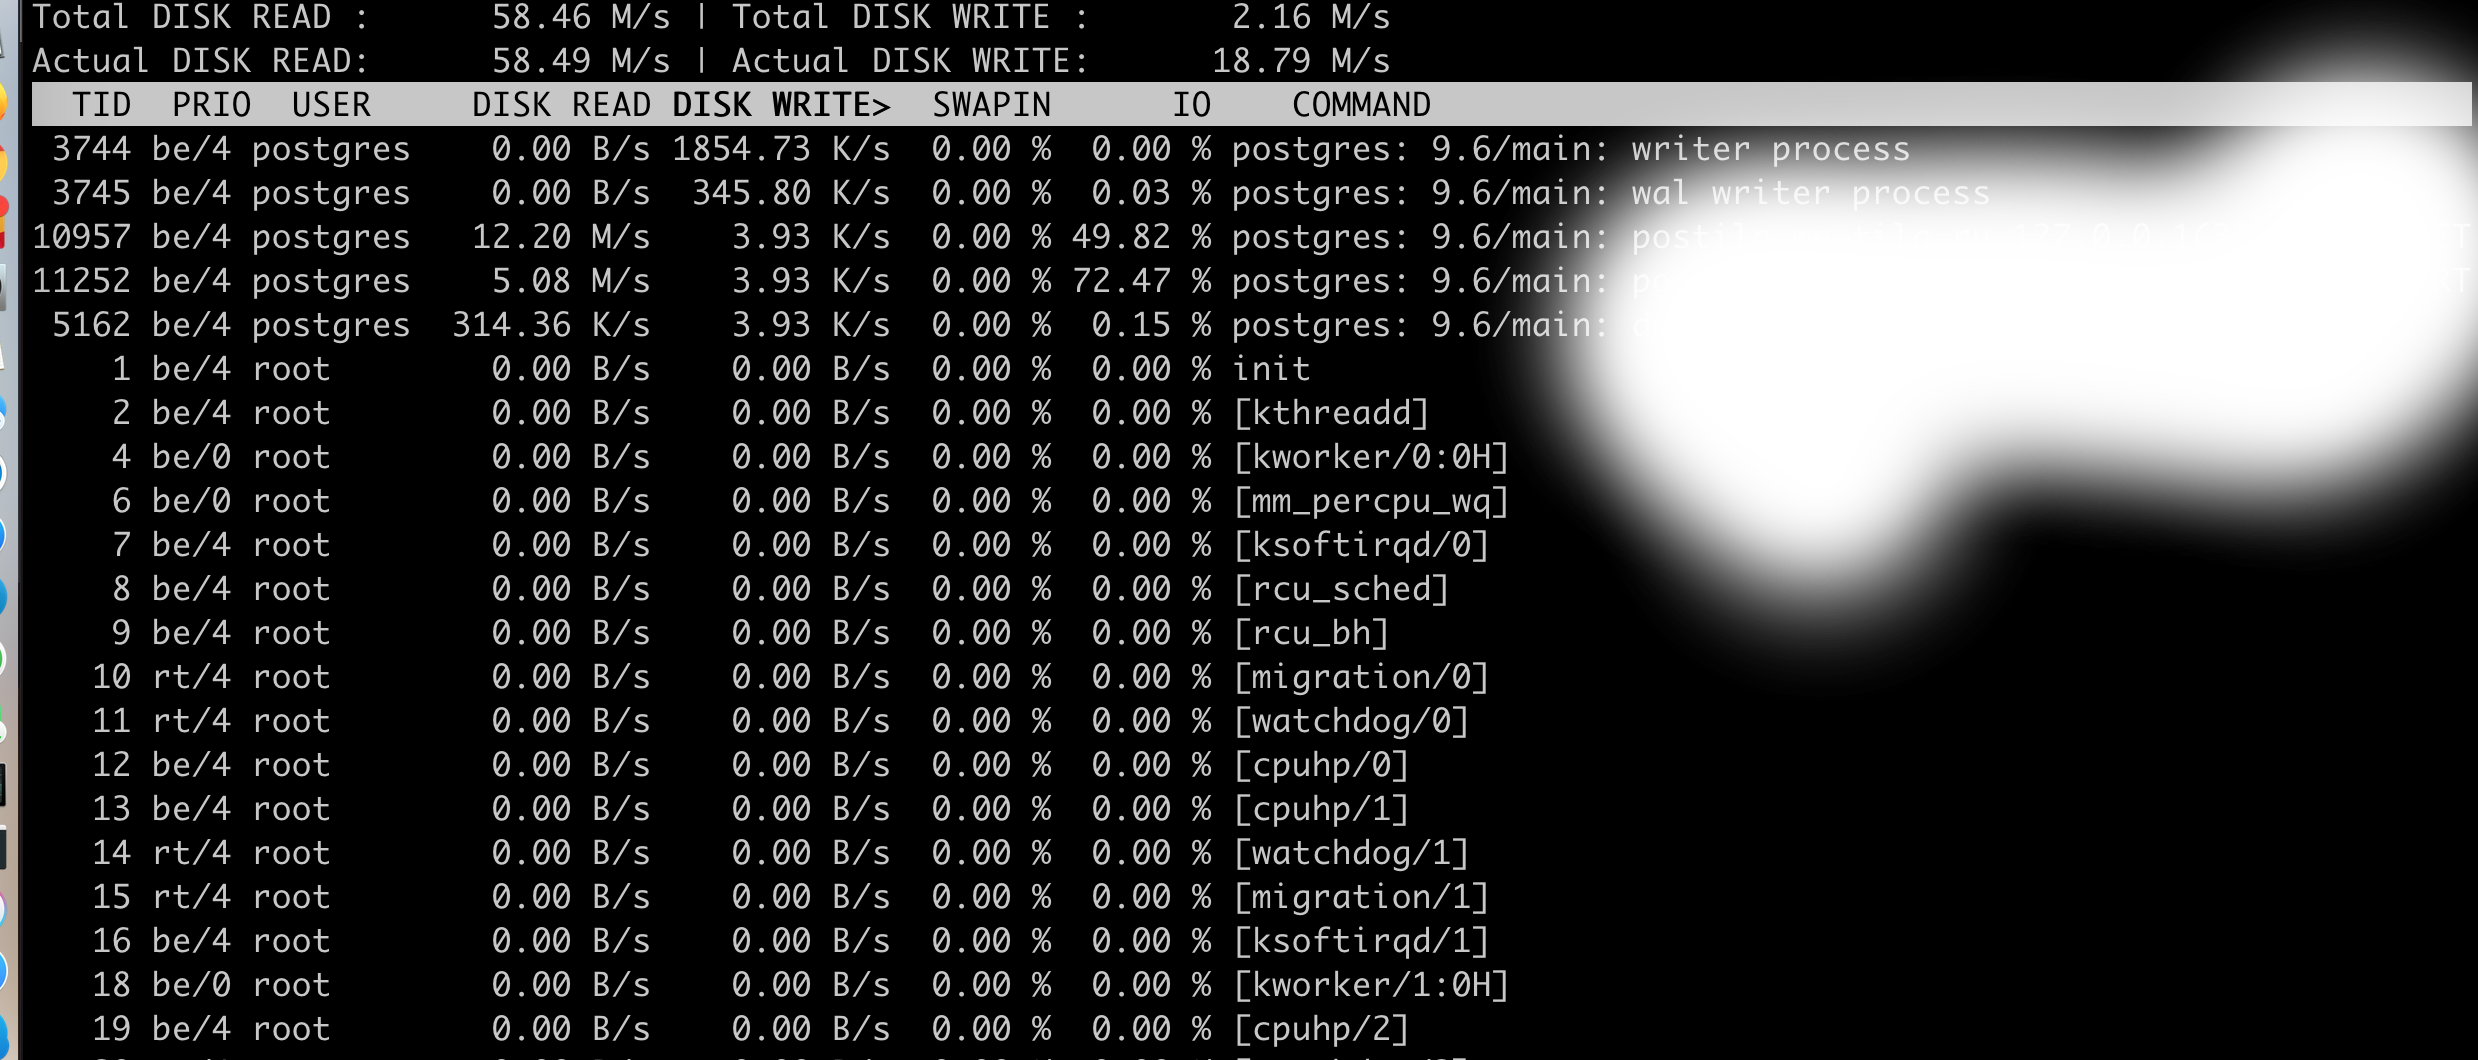 Total DISK READ :      58.46 M/s | Total DISK WRITE :       2.16 M/s
Actual DISK READ:      58.49 M/s | Actual DISK WRITE:      18.79 M/s
TID  PRIO  USER     DISK READ DISK WRITE>  SWAPIN      IO    COMMAND
3744 be/4 postgres    0.00 B/s 1854.73 K/s  0.00 %  0.00 % postgres: 9.6/main: writer process
3745 be/4 postgres    0.00 B/s  345.80 K/s  0.00 %  0.03 % postgres: 9.6/main: wal writer process
10957 be/4 postgres   12.20 M/s    3.93 K/s  0.00 % 49.82 % postgres: 9.6/main:
11252 be/4 postgres    5.08 M/s    3.93 K/s  0.00 % 72.47 % postgres: 9.6/main:
5162 be/4 postgres  314.36 K/s    3.93 K/s  0.00 %  0.15 % postgres: 9.6/main:
1 be/4 root        0.00 B/s    0.00 B/s  0.00 %  0.00 % init
2 be/4 root        0.00 B/s    0.00 B/s  0.00 %  0.00 % [kthreadd]
4 be/0 root        0.00 B/s    0.00 B/s  0.00 %  0.00 % [kworker/0:0H]
6 be/0 root        0.00 B/s    0.00 B/s  0.00 %  0.00 % [mm_percpu_wq]
7 be/4 root        0.00 B/s    0.00 B/s  0.00 %  0.00 % [ksoftirqd/0]
8 be/4 root        0.00 B/s    0.00 B/s  0.00 %  0.00 % [rcu_sched]
9 be/4 root        0.00 B/s    0.00 B/s  0.00 %  0.00 % [rcu_bh]
10 rt/4 root        0.00 B/s    0.00 B/s  0.00 %  0.00 % [migration/0]
11 rt/4 root        0.00 B/s    0.00 B/s  0.00 %  0.00 % [watchdog/0]
12 be/4 root        0.00 B/s    0.00 B/s  0.00 %  0.00 % [cpuhp/0]
13 be/4 root        0.00 B/s    0.00 B/s  0.00 %  0.00 % [cpuhp/1]
14 rt/4 root        0.00 B/s    0.00 B/s  0.00 %  0.00 % [watchdog/1]
15 rt/4 root        0.00 B/s    0.00 B/s  0.00 %  0.00 % [migration/1]
16 be/4 root        0.00 B/s    0.00 B/s  0.00 %  0.00 % [ksoftirqd/1]
18 be/0 root        0.00 B/s    0.00 B/s  0.00 %  0.00 % [kworker/1:0H]
19 be/4 root        0.00 B/s    0.00 B/s  0.00 %  0.00 % [cpuhp/2]